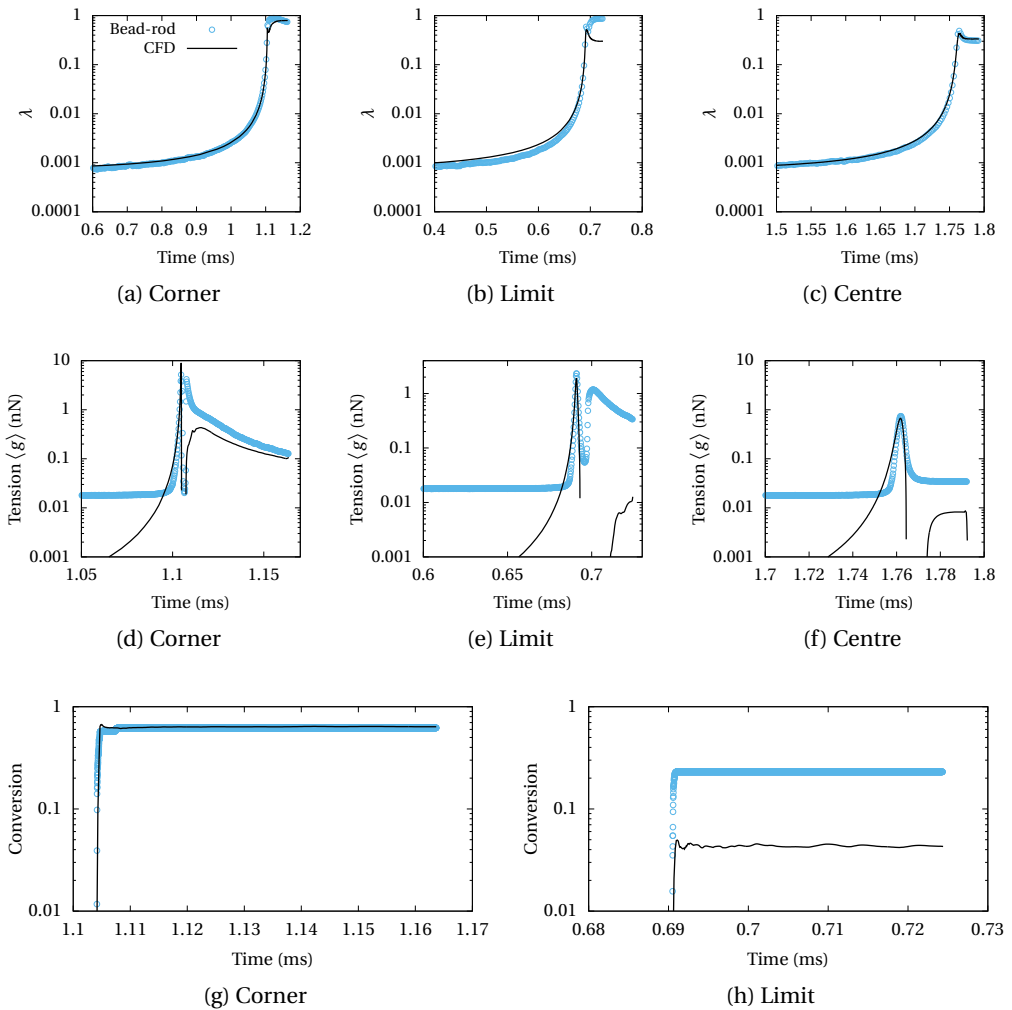 1
0.1
0.01
0.001
0.0001
λ
Bead-rod
CFD
0.6 0.7 0.8 0.9 1 1.1 1.2
Time (ms)
(a) Corner
1
0.1
0.01
0.001
0.0001
λ
0.4 0.5 0.6 0.7 0.8
Time (ms)
(b) Limit
1
0.1
0.01
0.001
0.0001
λ
1.5 1.55 1.6 1.65 1.7 1.75 1.8
Time (ms)
(c) Centre
10
1
0.1
0.01
0.001
Tension ⟨g⟩ (nN)
1.05 1.1 1.15
Time (ms)
(d) Corner
10
1
0.1
0.01
0.001
Tension ⟨g⟩ (nN)
0.6 0.65 0.7
Time (ms)
(e) Limit
10
1
0.1
0.01
0.001
Tension ⟨g⟩ (nN)
1.7 1.72 1.74 1.76 1.78 1.8
Time (ms)
(f) Centre
1
0.1
0.01
Conversion
1.1 1.11 1.12 1.13 1.14 1.15 1.16 1.17
Time (ms)
(g) Corner
1
0.1
0.01
Conversion
0.68 0.69 0.7 0.71 0.72 0.73
Time (ms)
(h) Limit